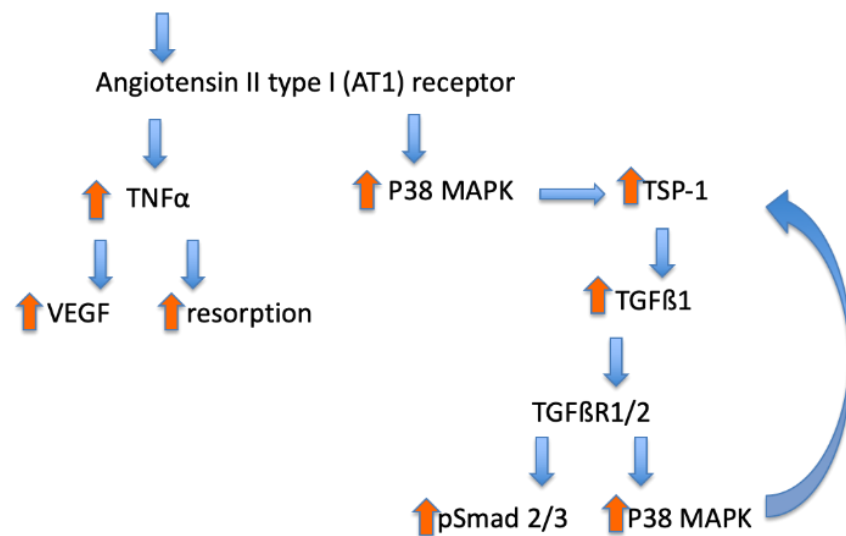 Angiotensin II type I (AT1) receptor
TNFα
P38 MAPK
TSP-1
VEGF
resorption
TGFß1
TGFßR1/2
pSmad 2/3
P38 MAPK